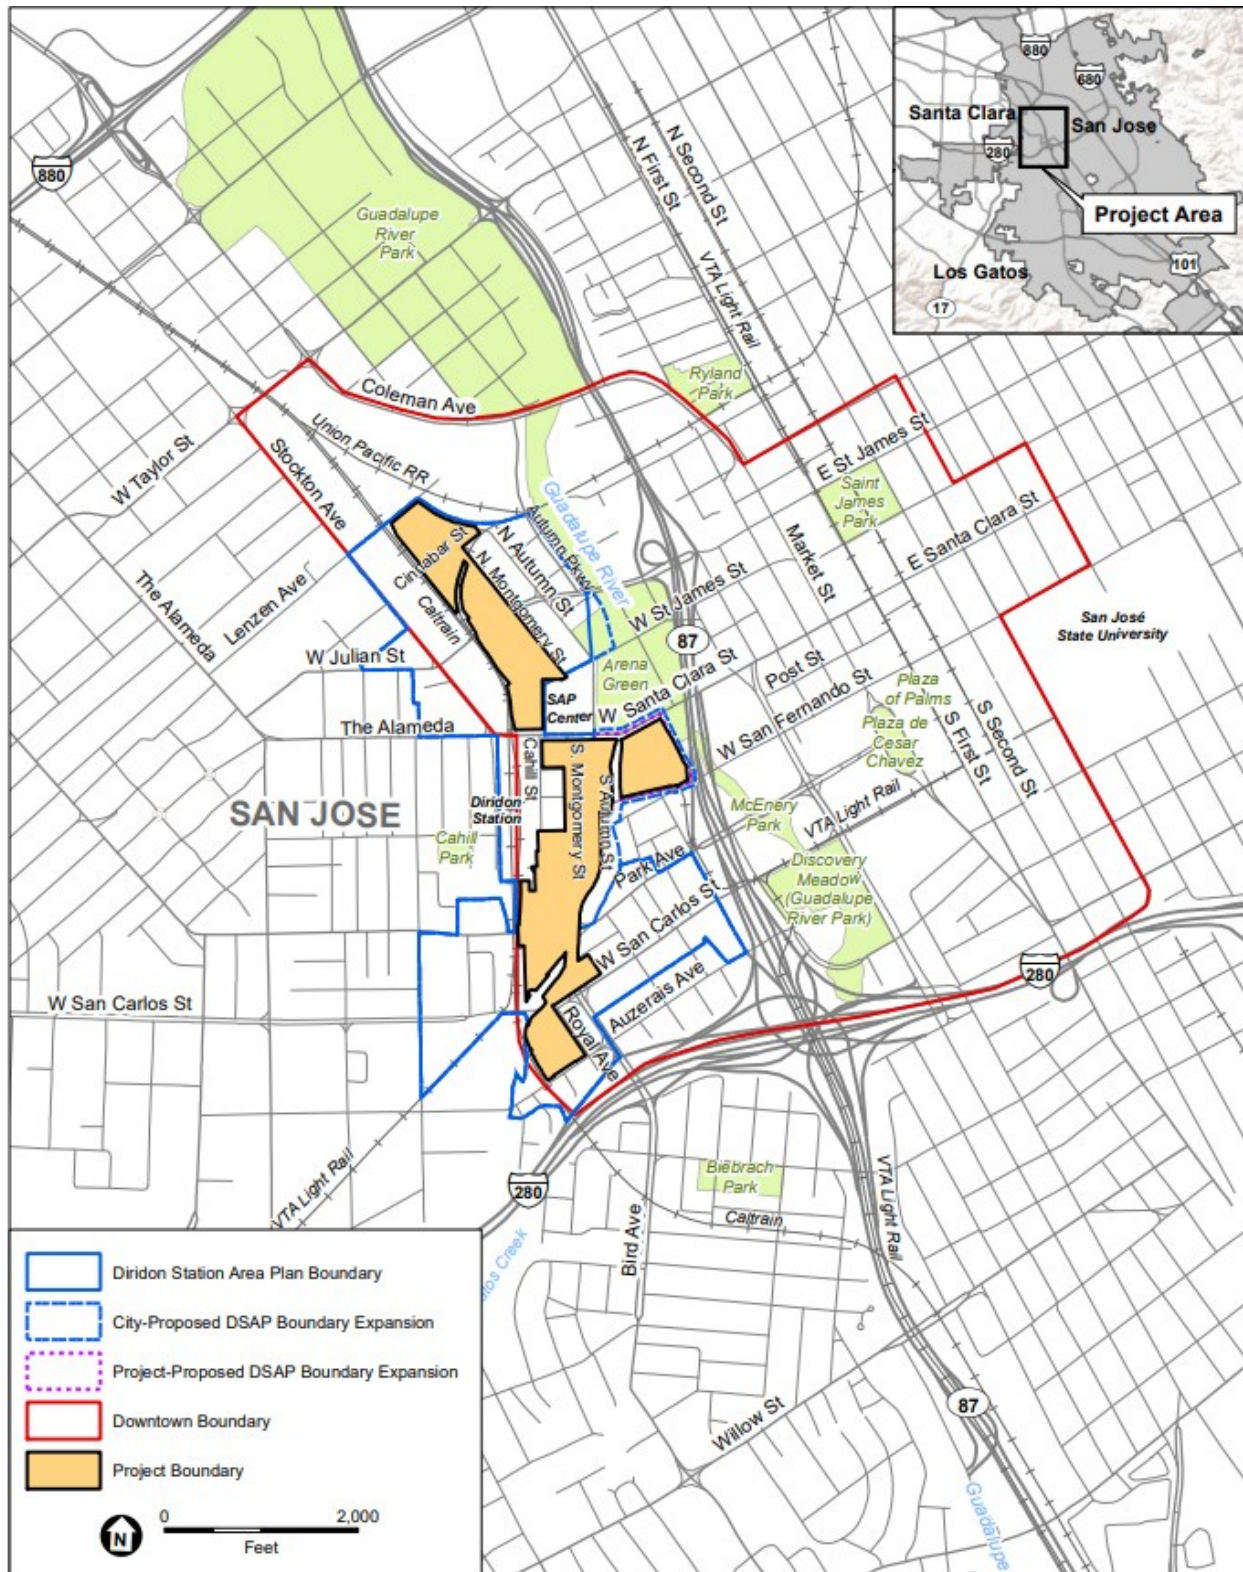 880
680
Santa Clara
San Jose
280
Project Area
Los Gatos
101
17
880
N Second St
N First St
Guadalupe
River
Park
VTA Light Rail
Ryland
Park
Coleman Ave
Union Pacific RR
W Taylor St
Stockton Ave
E St James St
Saint
James
Park
E Santa Clara St
Guadalupe River
Autumn Pkwy
N Autumn St
Cinnabar St
N. Montgomery St
Market St
The Alameda
Lenzen Ave
Caltrain
W St James St
87
San José
State University
W Julian St
Arena
Green
Post St
SAP
Center
W Santa Clara St
W San Fernando St
Plaza
of Palms
Plaza de
Cesar
Chavez
S First St
S Second St
The Alameda
Cahill St
S. Montgomery St
S Autumn St
Diridon
Station
SAN JOSE
Cahill
Park
McEnery
Park
VTA Light Rail
Park Ave
Discovery
Meadow
(Guadalupe
River Park)
W San Carlos St
280
Auzerais Ave
W San Carlos St
Royal Ave
Biebrach
Park
VTA Light Rail
280
VTA Light Rail
Caltrain
Bird Ave
los Creek
Willow St
87
Guadalupe
Diridon Station Area Plan Boundary
City-Proposed DSAP Boundary Expansion
Project-Proposed DSAP Boundary Expansion
Downtown Boundary
Project Boundary
N
0 2,000
Feet